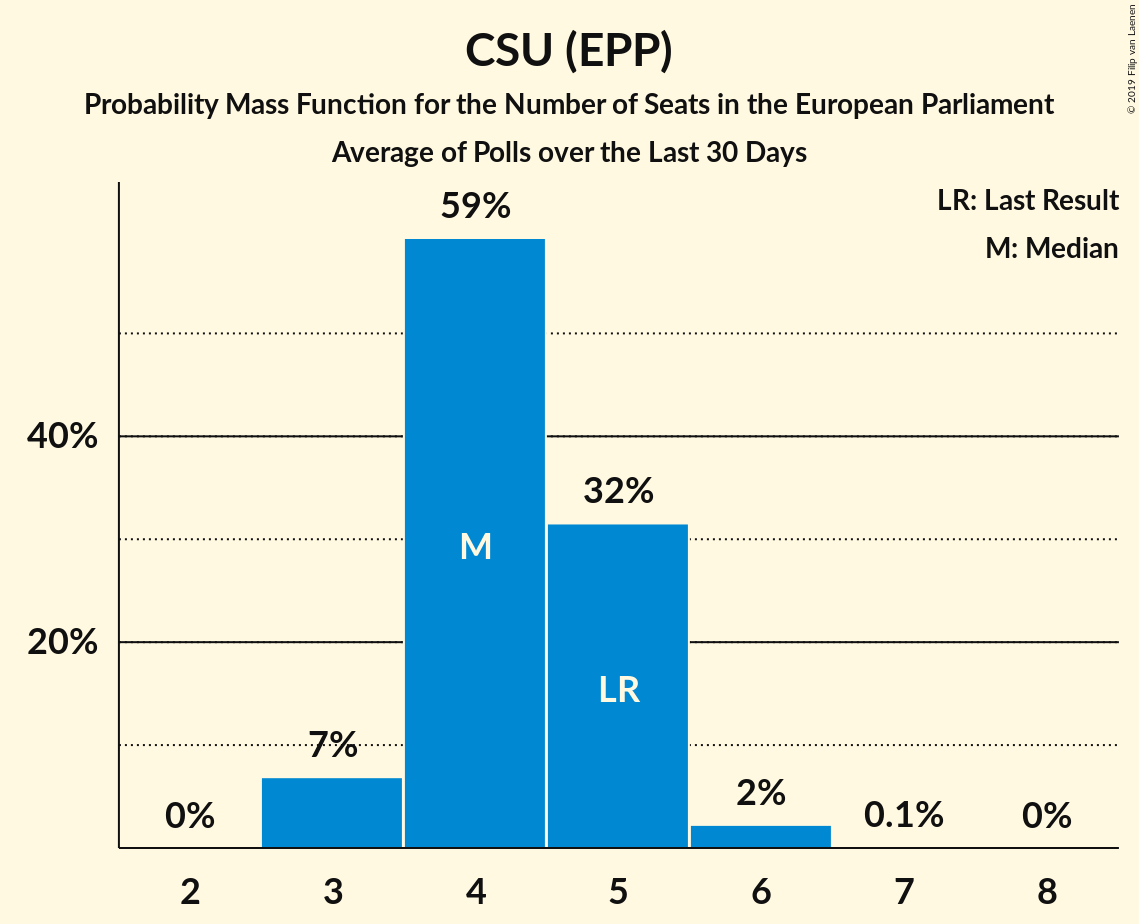 CSU (EPP)
Probability Mass Function for the Number of Seats in the European Parliament
Average of Polls over the Last 30 Days
© 2019 Filip van Laenen
LR: Last Result
M: Median
59%
40%
32%
M
20%
LR
7%
0%
2%
0.1%
0%
2 3 4 5 6 7 8